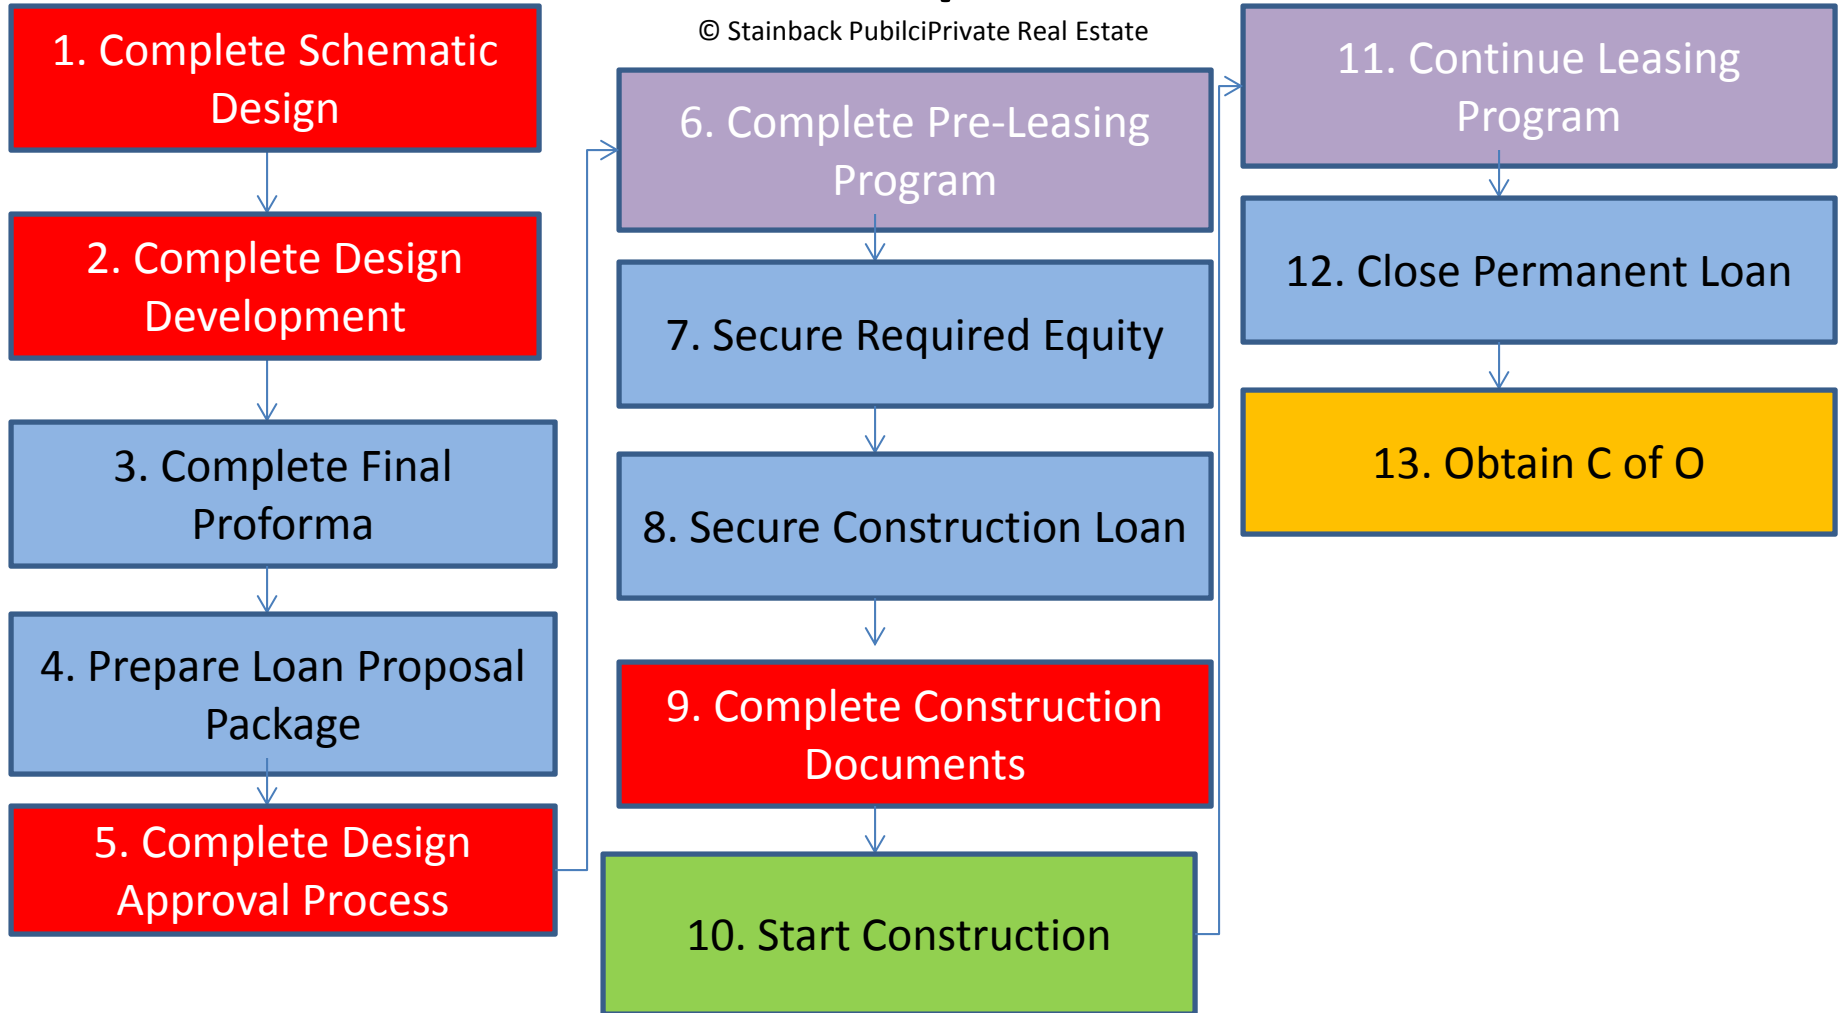 © Stainback PubilciPrivate Real Estate
1. Complete Schematic
Design
2. Complete Design
Development
3. Complete Final
Proforma
4. Prepare Loan Proposal
Package
5. Complete Design
Approval Process
6. Complete Pre-Leasing
Program
7. Secure Required Equity
8. Secure Construction Loan
9. Complete Construction
Documents
10. Start Construction
11. Continue Leasing
Program
12. Close Permanent Loan
13. Obtain C of O